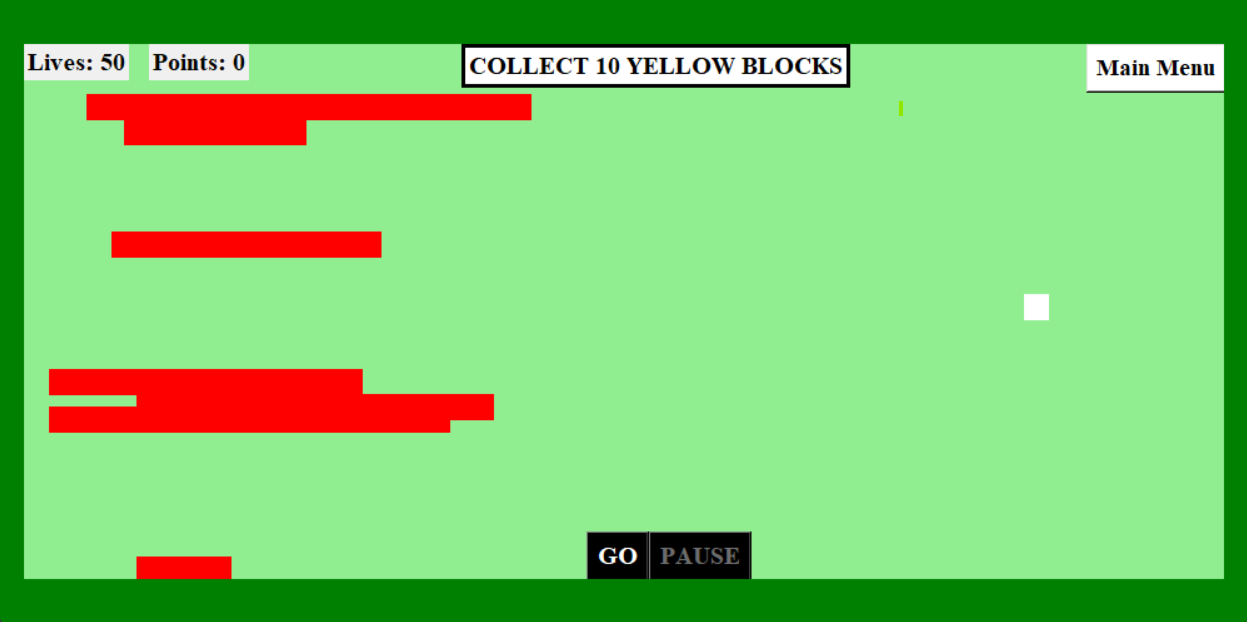 Lives: 50
Points: 0
COLLECT 10 YELLOW BLOCKS
Main Menu
GO
PAUSE